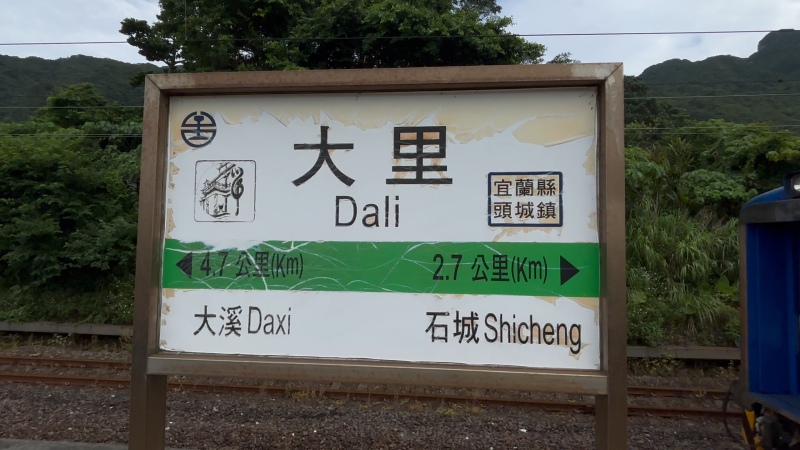 大里
Dali
宜蘭縣
頭城鎮
4.7 公里(Km)
2.7 公里(Km)
大溪 Daxi
石城 Shicheng